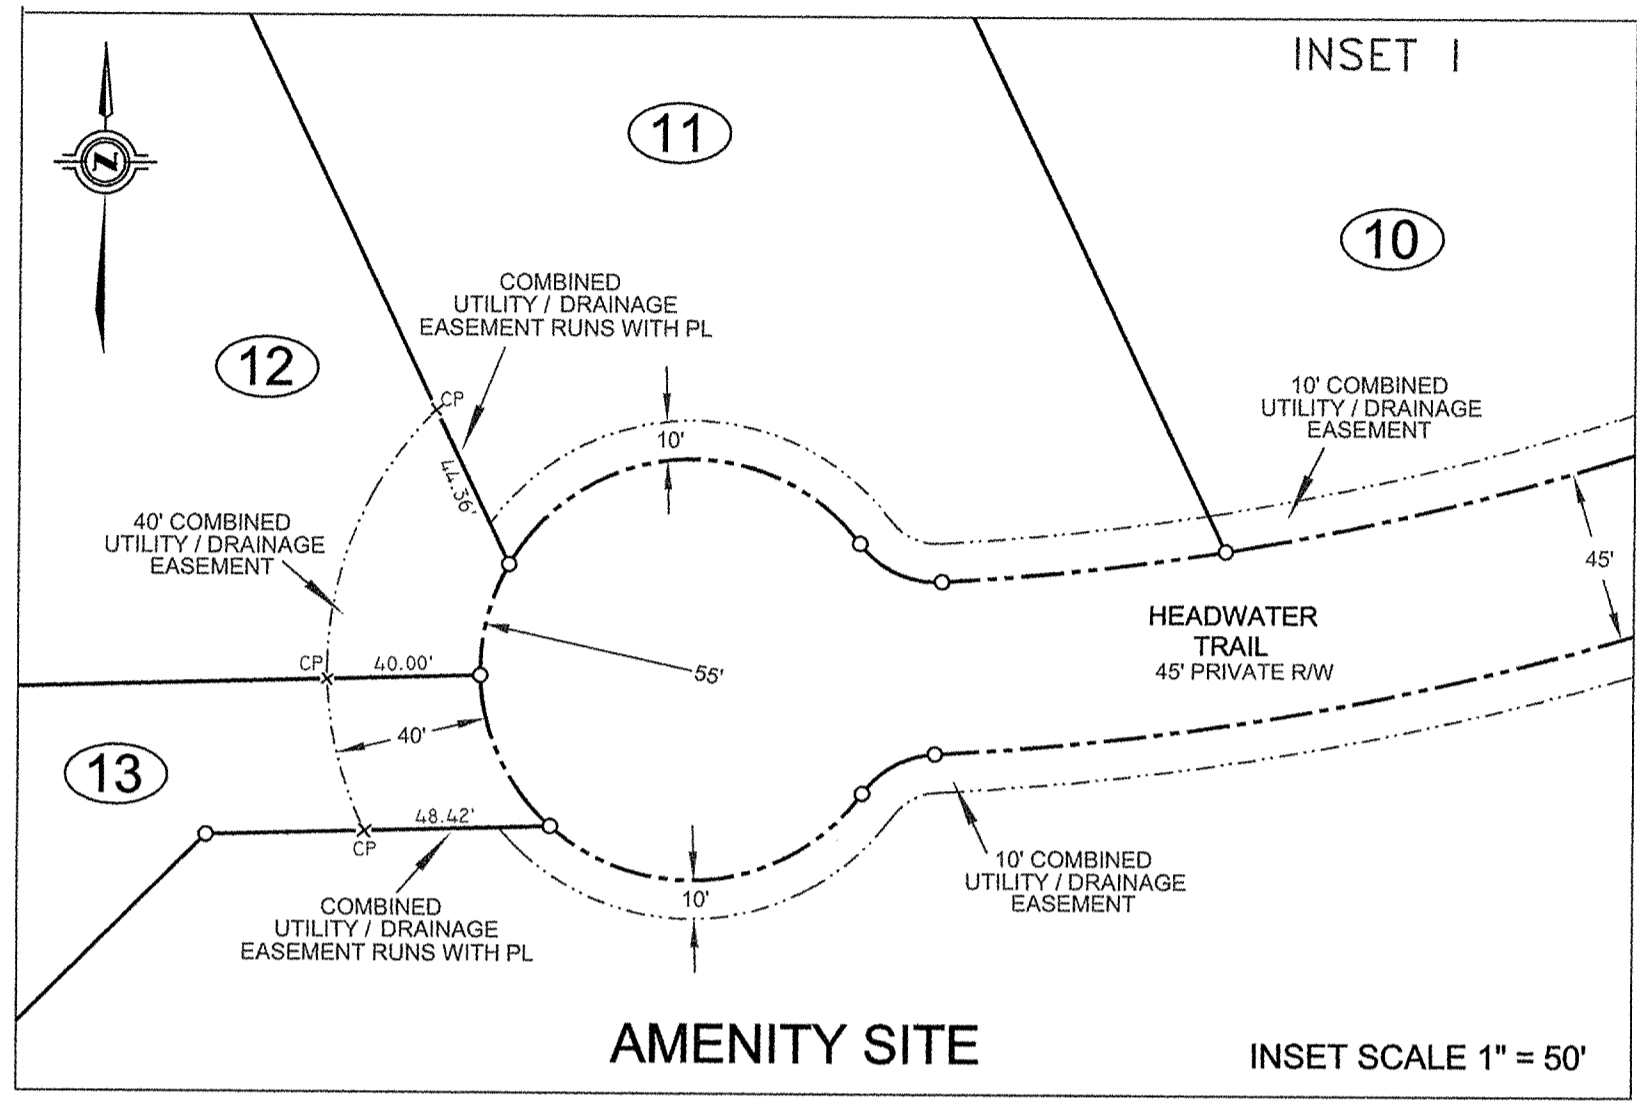 INSET 1
N
11
10
COMBINED
UTILITY / DRAINAGE
EASEMENT RUNS WITH PL
12
CP
10'
10' COMBINED
UTILITY / DRAINAGE
EASEMENT
44.36'
40' COMBINED
UTILITY / DRAINAGE
EASEMENT
45'
HEADWATER
TRAIL
45' PRIVATE R/W
CP
40.00'
55'
40'
13
48.42'
CP
10'
10' COMBINED
UTILITY / DRAINAGE
EASEMENT
COMBINED
UTILITY / DRAINAGE
EASEMENT RUNS WITH PL
AMENITY SITE
INSET SCALE 1" = 50'